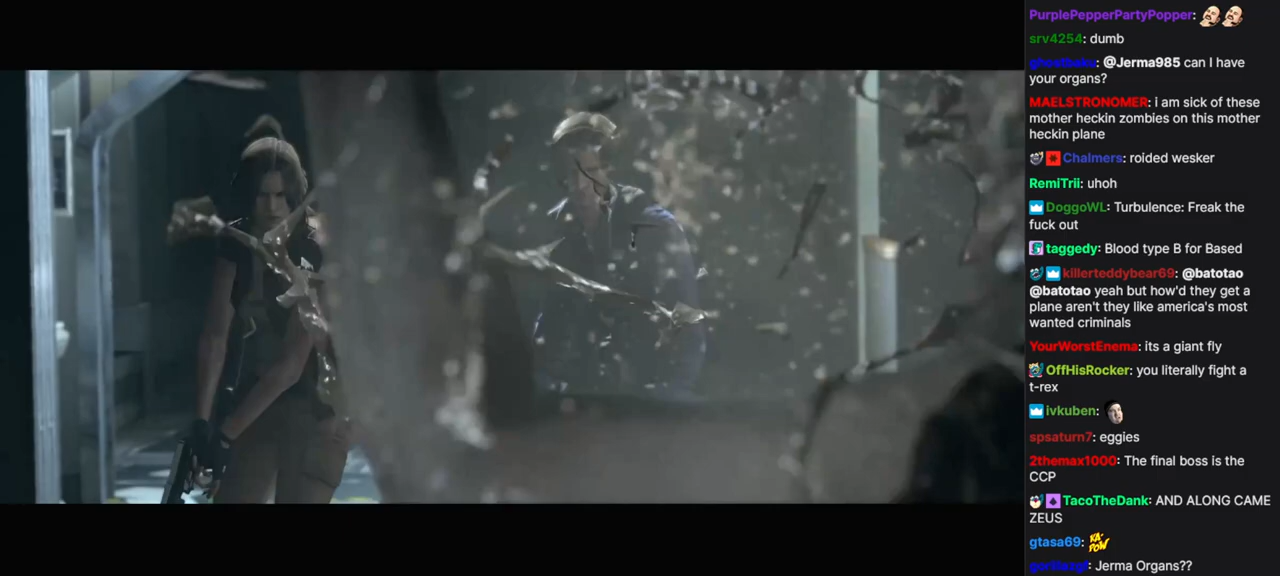 PurplePepperPartyPopper:
srv4254: dumb
ghostbaku: @Jerma985 can I have
your organs?
MAELSTRONOMER: i am sick of these
mother heckin zombies on this mother
heckin plane
Chalmers: roided wesker
RemiTrii: uhoh
DoggoWL: Turbulence: Freak the
fuck out
taggedy: Blood type B for Based
killerteddybear69: @batotao
@batotao yeah but how'd they get a
plane aren't they like america's most
wanted criminals
YourWorstEnema: its a giant fly
OffHisRocker: you literally fight a
t-rex
ivkuben:
spsaturn7: eggies
2themax1000: The final boss is the
CCP
TacoTheDank: AND ALONG CAME
ZEUS
gtasa69: KA-POW
Jerma Organs??